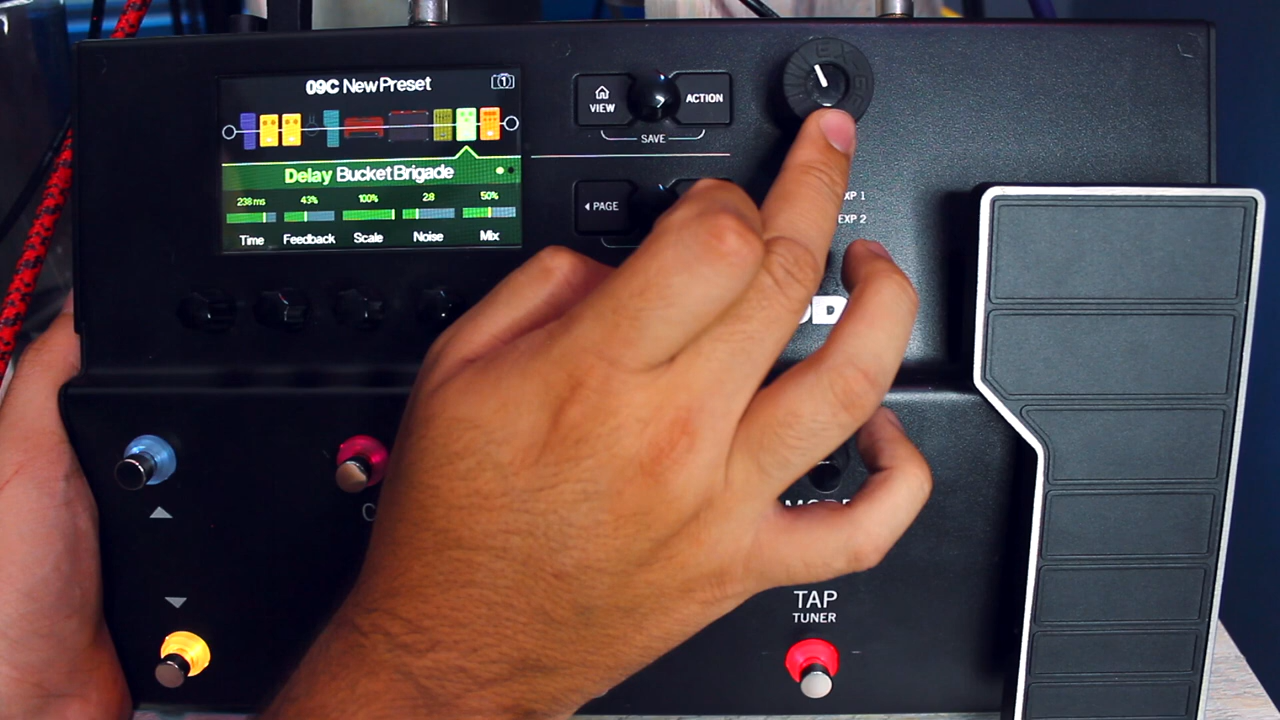 09C New Preset
1
Delay Bucket Brigade
238 ms 43% 100% 2.8 50%
Time Feedback Scale Noise Mix
VIEW
ACTION
SAVE
PAGE
EXP 1
EXP 2
TAP
TUNER